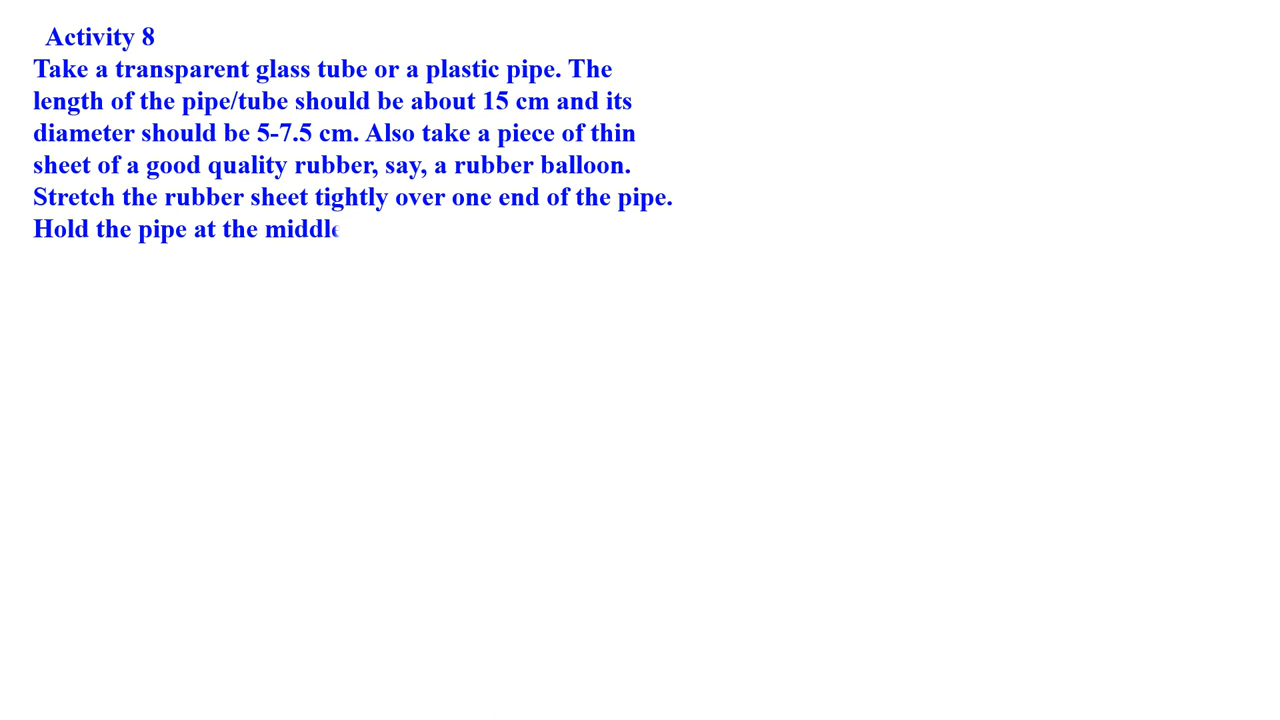 Activity 8
Take a transparent glass tube or a plastic pipe. The
length of the pipe/tube should be about 15 cm and its
diameter should be 5-7.5 cm. Also take a piece of thin
sheet of a good quality rubber, say, a rubber balloon.
Stretch the rubber sheet tightly over one end of the pipe.
Hold the pipe at the middle